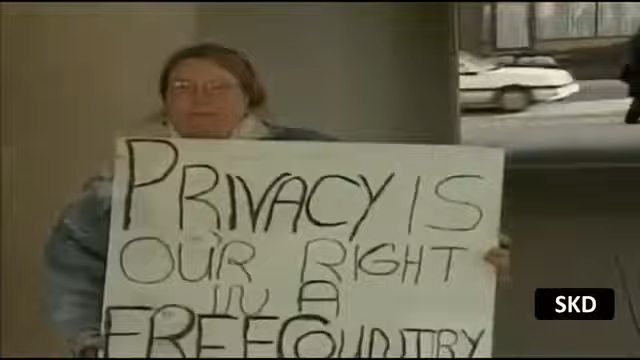 PRIVACY IS
OUR RIGHT
IN A
FREE COUNTRY
SKD